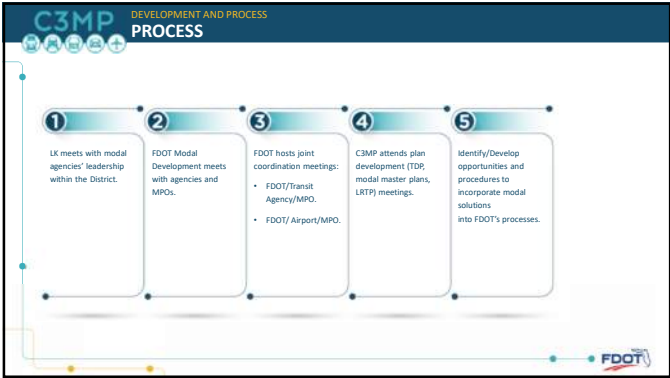 C3MP
DEVELOPMENT AND PROCESS
PROCESS
1
LK meets with modal
agencies' leadership
within the District.
2
FDOT Modal
Development meets
with agencies and
MPOs.
3
FDOT hosts joint
coordination meetings:
• FDOT/Transit
Agency/MPO.
• FDOT/ Airport/MPO.
4
C3MP attends plan
development (TDP,
modal master plans,
LRTP) meetings.
5
Identify/Develop
opportunities and
procedures to
incorporate modal
solutions
into FDOT's processes.
FDOT